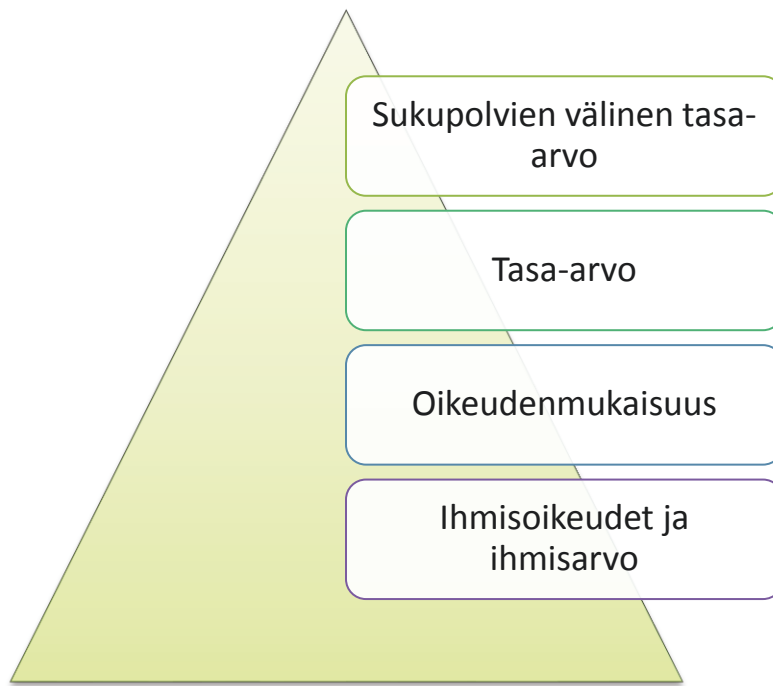 Sukupolvien välinen tasa-
arvo
Tasa-arvo
Oikeudenmukaisuus
Ihmisoikeudet ja
ihmisarvo